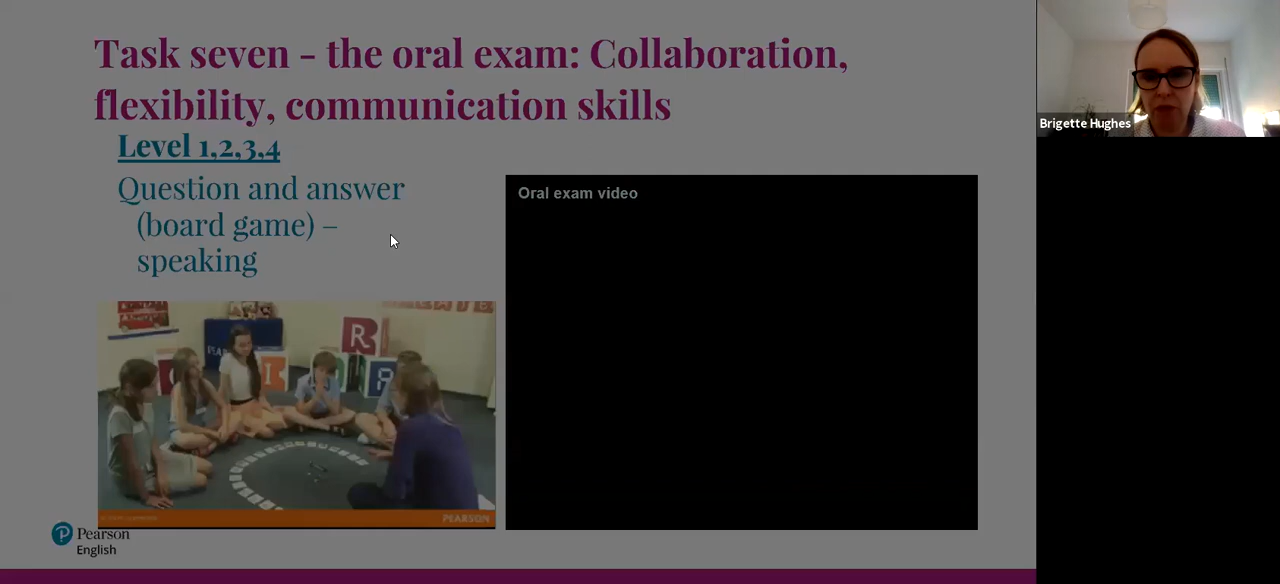 Task seven - the oral exam: Collaboration,
flexibility, communication skills
Level 1,2,3,4
Question and answer
(board game) –
speaking
Oral exam video
R
PEARSON
Pearson
English
Brigette Hughes